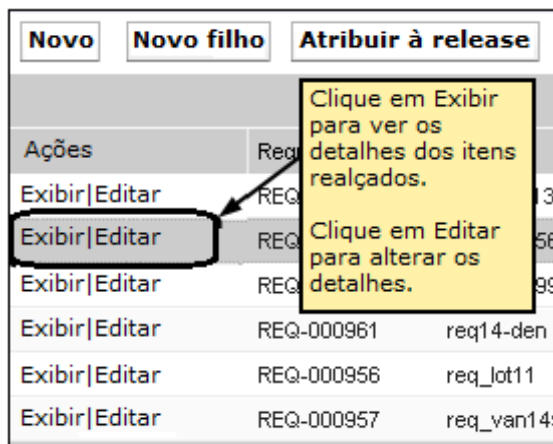 Novo Novo filho Atribuir à release
Clique em Exibir
para ver os
detalhes dos itens
realçados.
Clique em Editar
para alterar os
detalhes.
Ações
Exibir|Editar
Exibir|Editar
Exibir|Editar
Exibir|Editar REQ-000961 req14-den
Exibir|Editar REQ-000956 req_lot11
Exibir|Editar REQ-000957